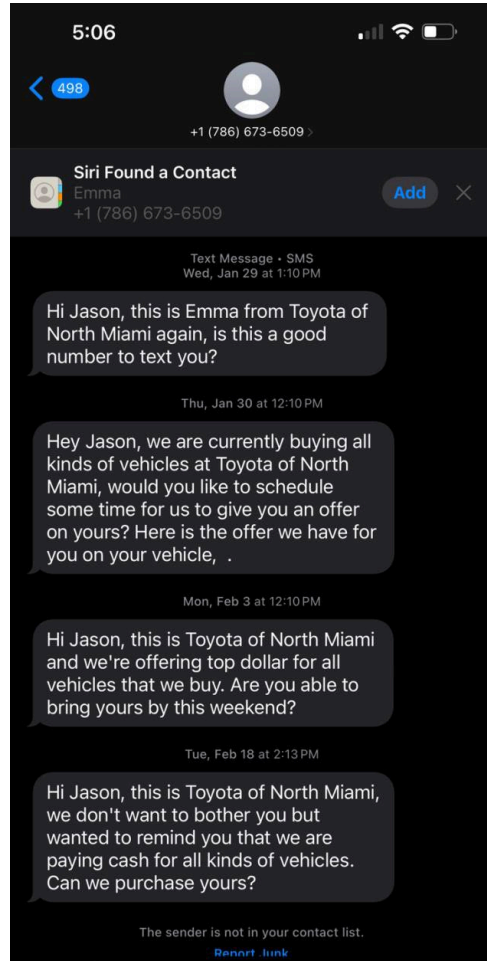 5:06
498
+1 (786) 673-6509
Siri Found a Contact
Emma
+1 (786) 673-6509
Add
Text Message • SMS
Wed, Jan 29 at 1:10 PM
Hi Jason, this is Emma from Toyota of
North Miami again, is this a good
number to text you?
Thu, Jan 30 at 12:10 PM
Hey Jason, we are currently buying all
kinds of vehicles at Toyota of North
Miami, would you like to schedule
some time for us to give you an offer
on yours? Here is the offer we have for
you on your vehicle,  .
Mon, Feb 3 at 12:10 PM
Hi Jason, this is Toyota of North Miami
and we're offering top dollar for all
vehicles that we buy. Are you able to
bring yours by this weekend?
Tue, Feb 18 at 2:13 PM
Hi Jason, this is Toyota of North Miami,
we don't want to bother you but
wanted to remind you that we are
paying cash for all kinds of vehicles.
Can we purchase yours?
The sender is not in your contact list.
Report Junk